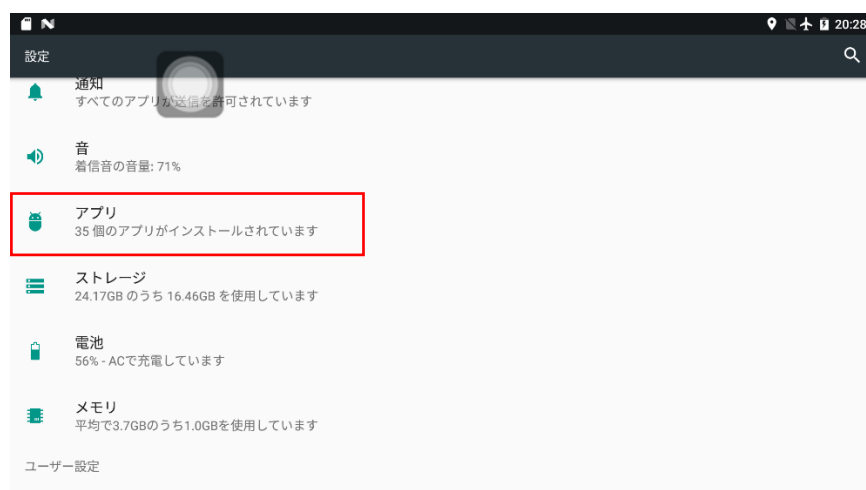 20:28
設定
通知
すべてのアプリが送信を許可されています
音
着信音の音量: 71%
アプリ
35 個のアプリがインストールされています
ストレージ
24.17GB のうち 16.46GB を使用しています
電池
56% - ACで充電しています
メモリ
平均で3.7GBのうち1.0GBを使用しています
ユーザー設定